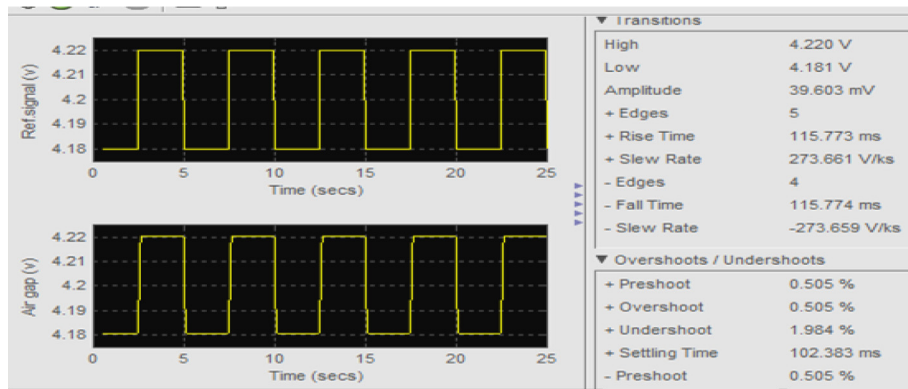 4.22
4.21
4.2
4.19
4.18
Ref.signal (v)
0 5 10 15 20 25
Time (secs)
4.22
4.21
4.2
4.19
4.18
Air gap (v)
0 5 10 15 20 25
Time (secs)
▼ Transitions
High 4.220 V
Low 4.181 V
Amplitude 39.603 mV
+ Edges 5
+ Rise Time 115.773 ms
+ Slew Rate 273.661 V/ks
- Edges 4
- Fall Time 115.774 ms
- Slew Rate -273.659 V/ks
▼ Overshoots / Undershoots
+ Preshoot 0.505 %
+ Overshoot 0.505 %
+ Undershoot 1.984 %
+ Settling Time 102.383 ms
- Preshoot 0.505 %